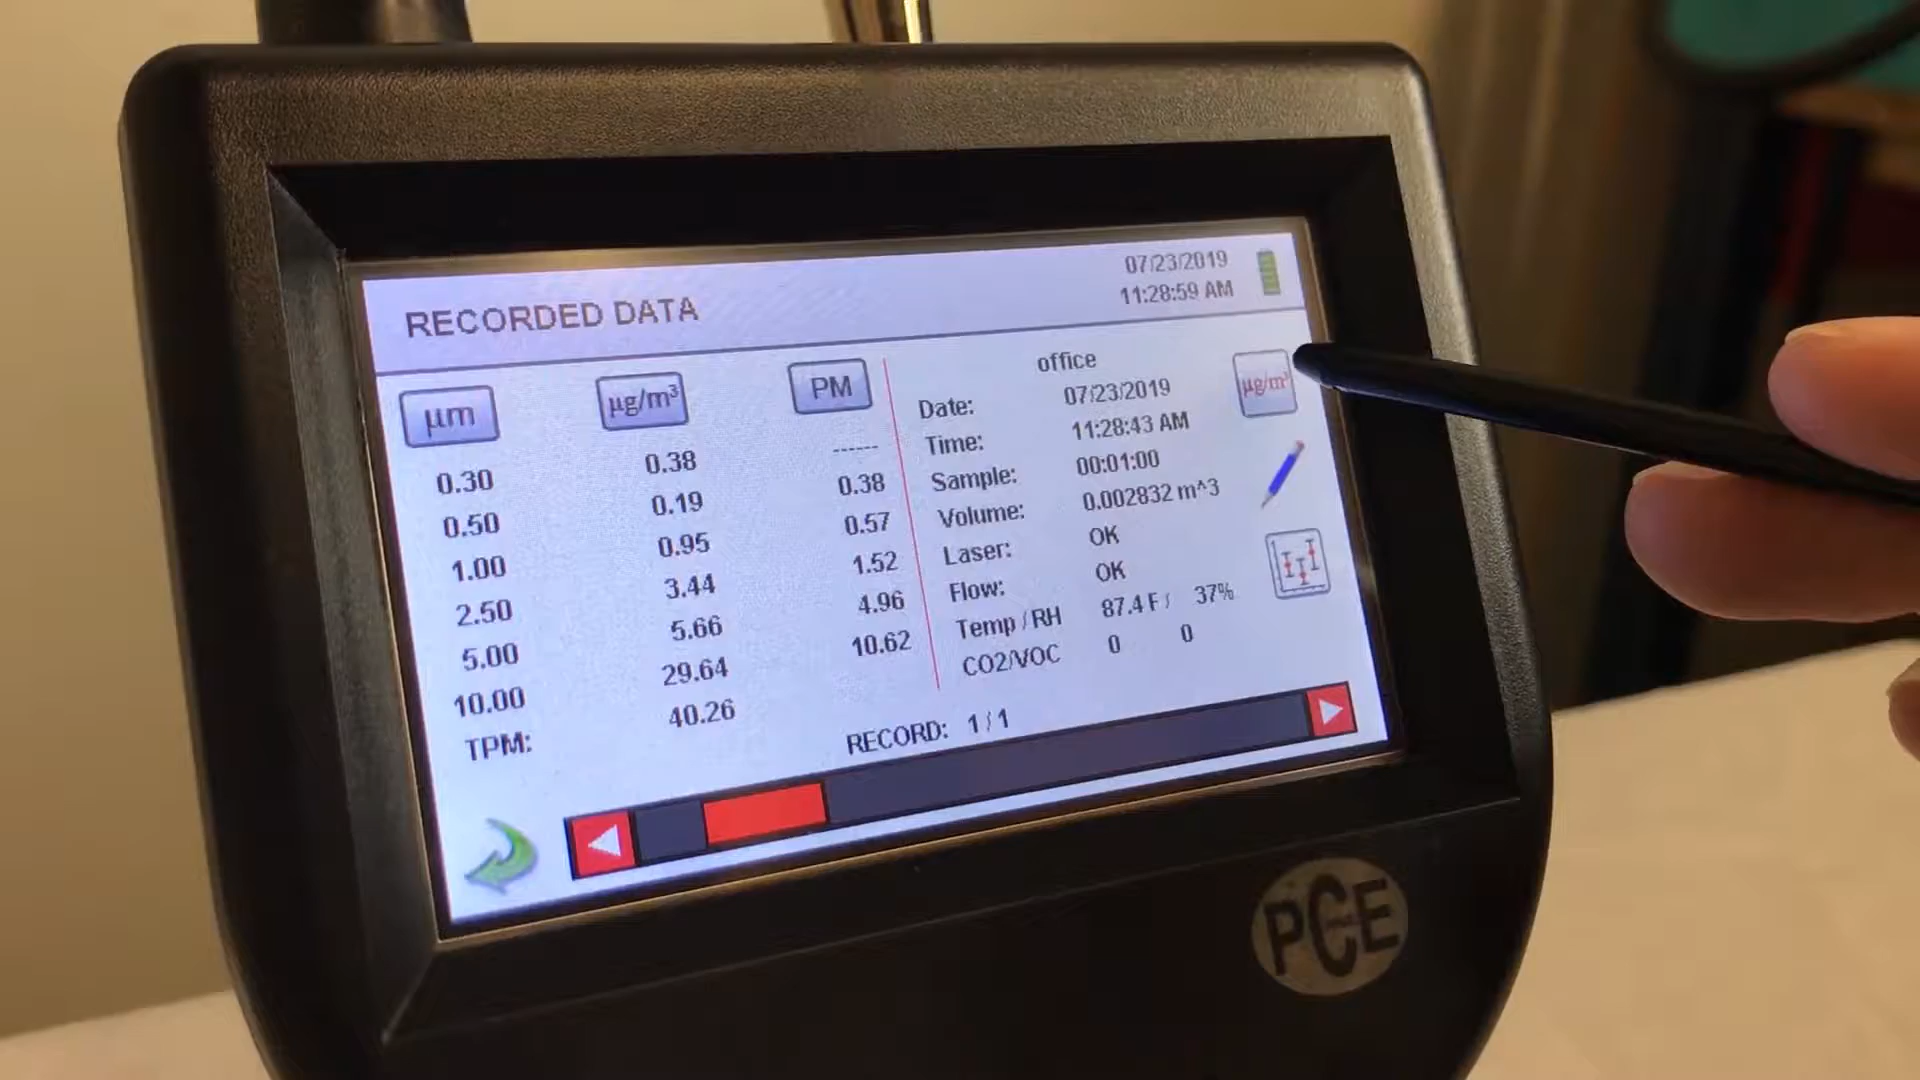 07/23/2019
11:28:59 AM
RECORDED DATA
µm µg/m³ PM
0.30 0.38 ------
0.50 0.19 0.38
1.00 0.95 0.57
2.50 3.44 1.52
5.00 5.66 4.96
10.00 29.64 10.62
TPM: 40.26
office
Date: 07/23/2019
Time: 11:28:43 AM
Sample: 00:01:00
Volume: 0.002832 m^3
Laser: OK
Flow: OK
Temp / RH 87.4 F / 37%
CO2/VOC 0 0
µg/m³
RECORD: 1 / 1
PCE